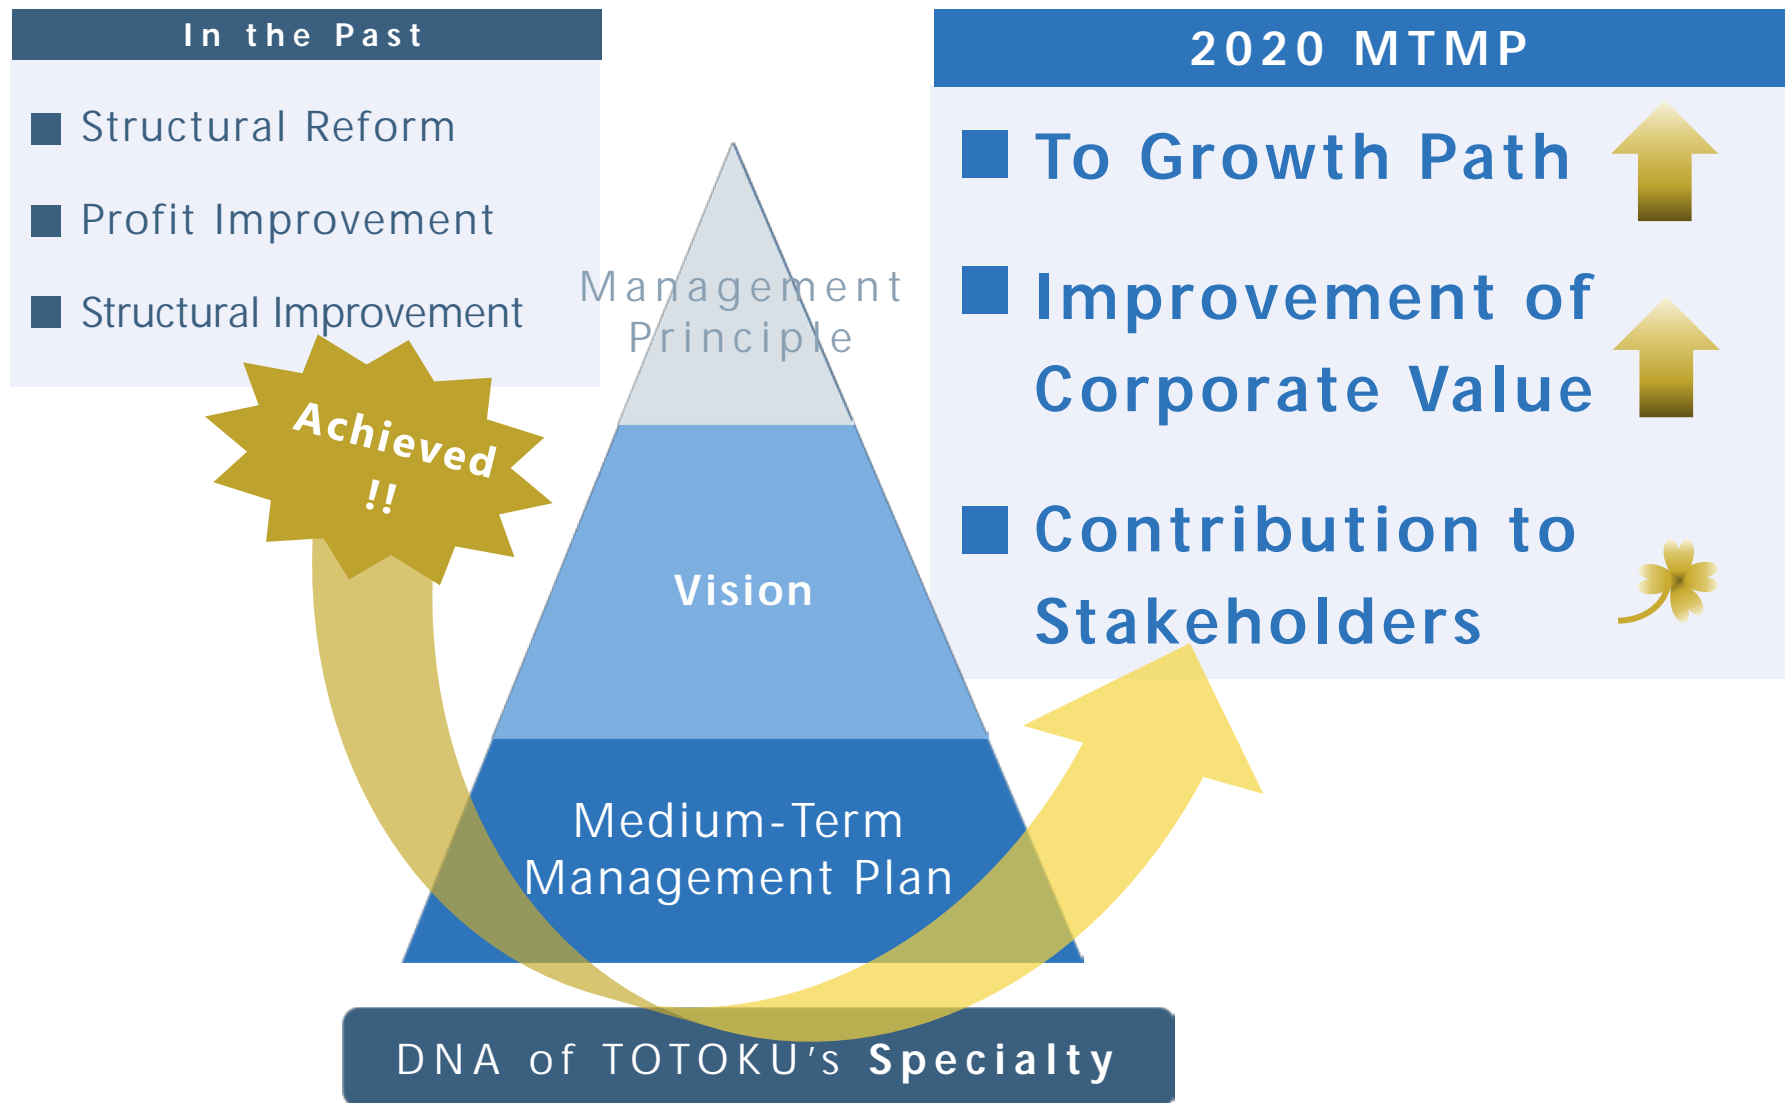 In the Past
Structural Reform
Profit Improvement
Structural Improvement
Achieved
!!
Management
Principle
Vision
Medium-Term
Management Plan
DNA of TOTOKU's Specialty
2020 MTMP
To Growth Path
Improvement of
Corporate Value
Contribution to
Stakeholders